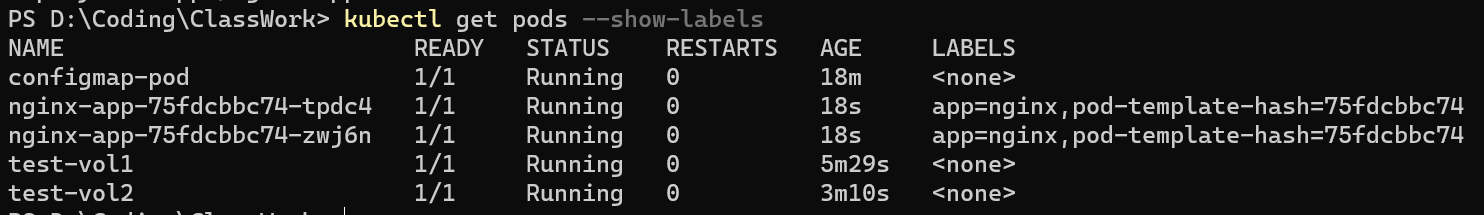 PS D:\Coding\ClassWork> kubectl get pods --show-labels
NAME READY STATUS RESTARTS AGE LABELS
configmap-pod 1/1 Running 0 18m <none>
nginx-app-75fdcbbc74-tpdc4 1/1 Running 0 18s app=nginx,pod-template-hash=75fdcbbc74
nginx-app-75fdcbbc74-zwj6n 1/1 Running 0 18s app=nginx,pod-template-hash=75fdcbbc74
test-vol1 1/1 Running 0 5m29s <none>
test-vol2 1/1 Running 0 3m10s <none>
PS D:\Coding\ClassWork>